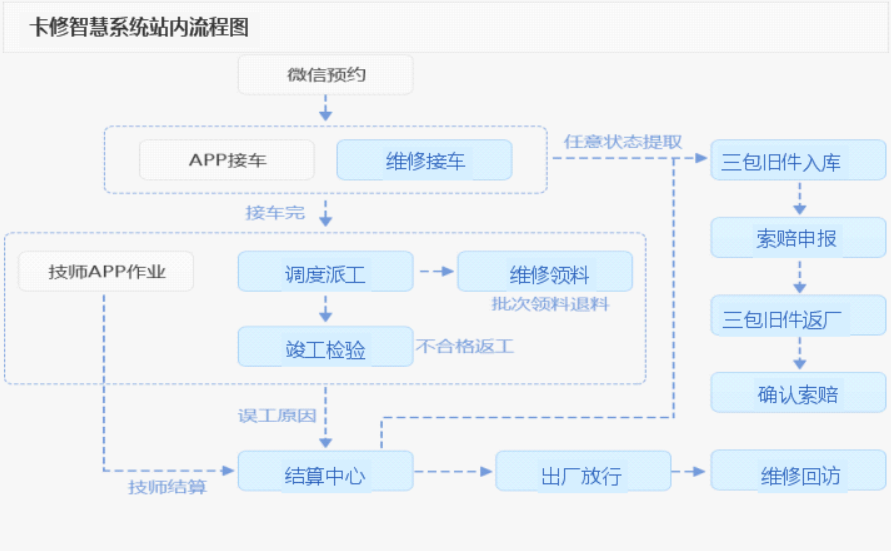 卡修智慧系统站内流程图
微信预约
APP接车
维修接车
任意状态提取
三包旧件入库
接车完
索赔申报
技师APP作业
调度派工
维修领料
批次领料退料
三包旧件返厂
竣工检验
不合格返工
确认索赔
误工原因
结算中心
出厂放行
维修回访
技师结算